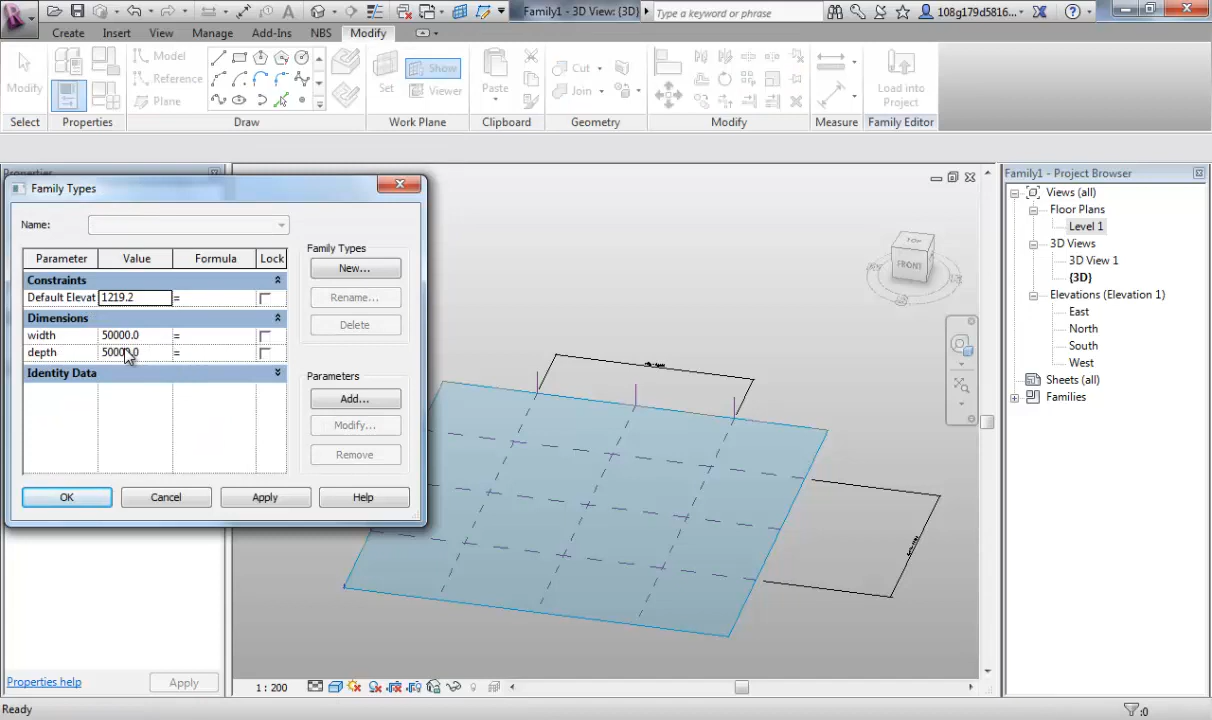 Family1 - 3D View: {3D}
Type a keyword or phrase
108g179d5816...
Create
Insert
View
Manage
Add-Ins
NBS
Modify
Modify
Model
Reference
Plane
Set
Show
Viewer
Paste
Cut
Join
Load into
Project
Select
Properties
Draw
Work Plane
Clipboard
Geometry
Modify
Measure
Family Editor
Properties
Family Types
Name:
Parameter
Value
Formula
Lock
Constraints
Default Elevat
1219.2
=
Dimensions
width
50000.0
=
depth
=
Identity Data
Family Types
New...
Rename...
Delete
Parameters
Add...
Modify...
Remove
OK
Cancel
Apply
Help
Properties help
Apply
TOP
FRONT
Family1 - Project Browser
Views (all)
Floor Plans
Level 1
3D Views
3D View 1
{3D}
Elevations (Elevation 1)
East
North
South
West
Sheets (all)
Families
1 : 200
Ready
:0